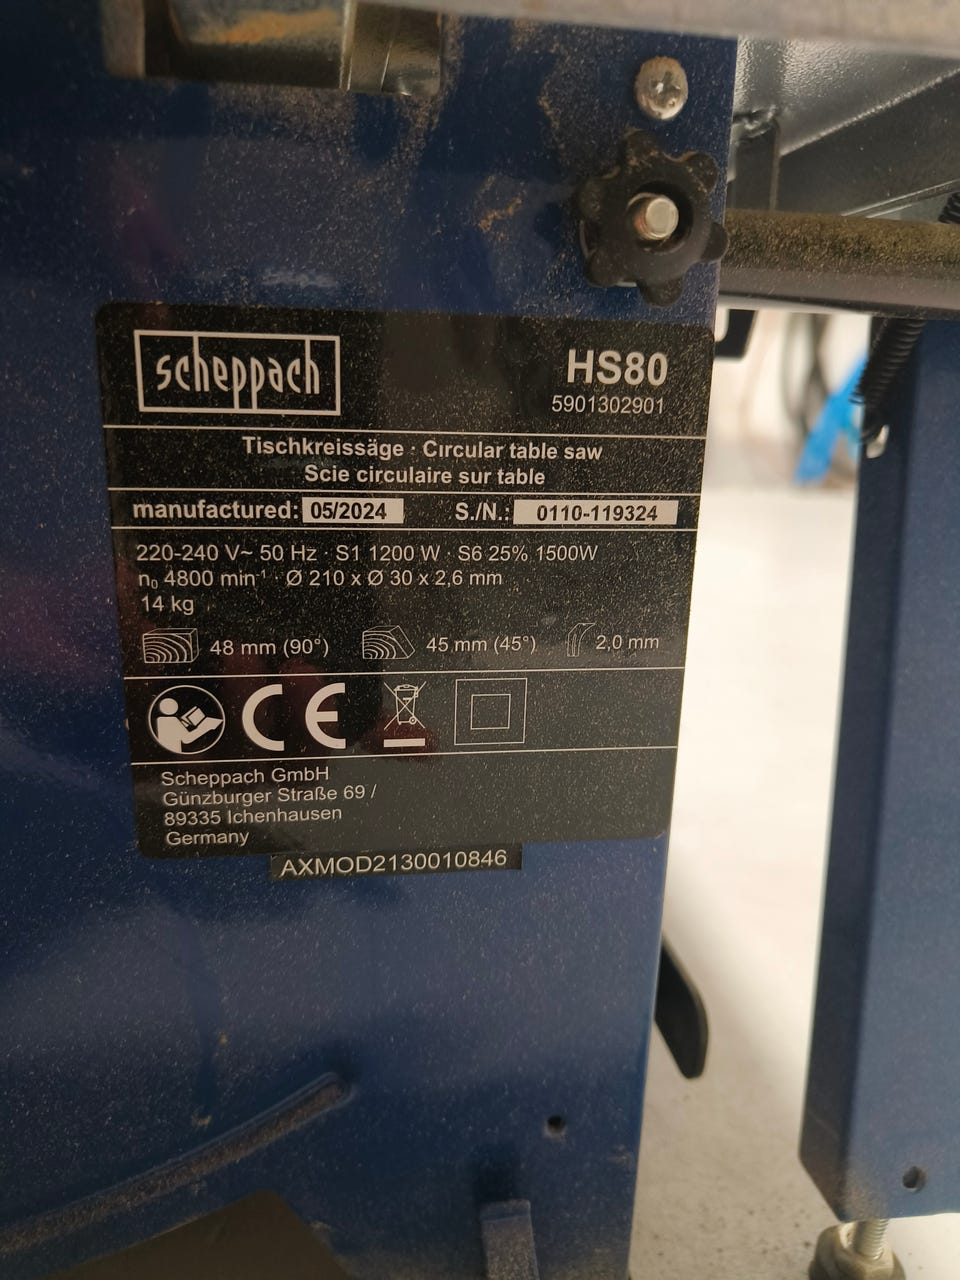 scheppach
HS80
5901302901
Tischkreissäge · Circular table saw
Scie circulaire sur table
manufactured: 05/2024 S./N.: 0110-119324
220-240 V~ 50 Hz · S1 1200 W · S6 25% 1500W
n₀ 4800 min⁻¹ · Ø 210 x Ø 30 x 2,6 mm
14 kg
48 mm (90°) 45 mm (45°) 2,0 mm
CE
Scheppach GmbH
Günzburger Straße 69 /
89335 Ichenhausen
Germany
AXMOD2130010846